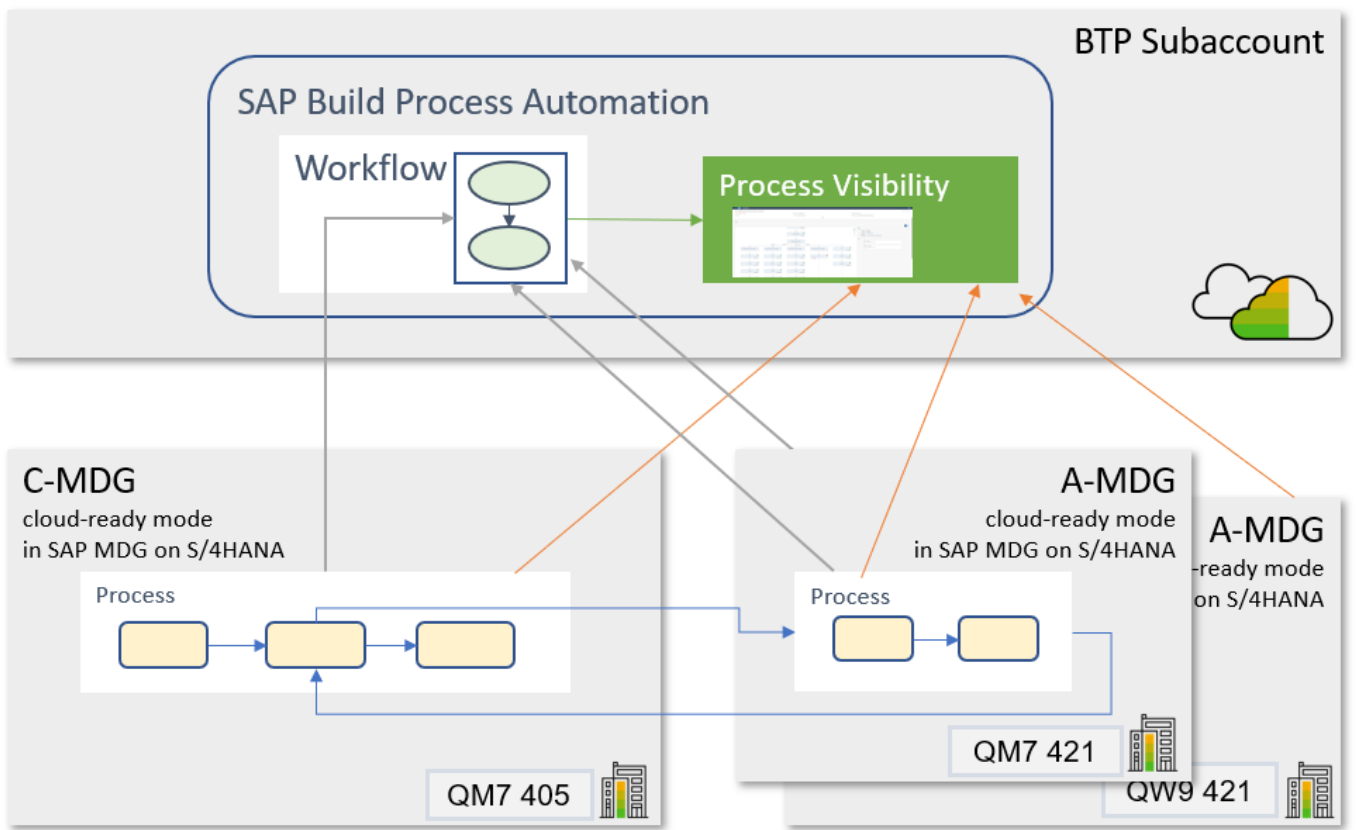 BTP Subaccount
SAP Build Process Automation
Workflow
Process Visibility
C-MDG
cloud-ready mode
in SAP MDG on S/4HANA
Process
QM7 405
A-MDG
cloud-ready mode
in SAP MDG on S/4HANA
Process
QM7 421
A-MDG
-ready mode
on S/4HANA
QW9 421